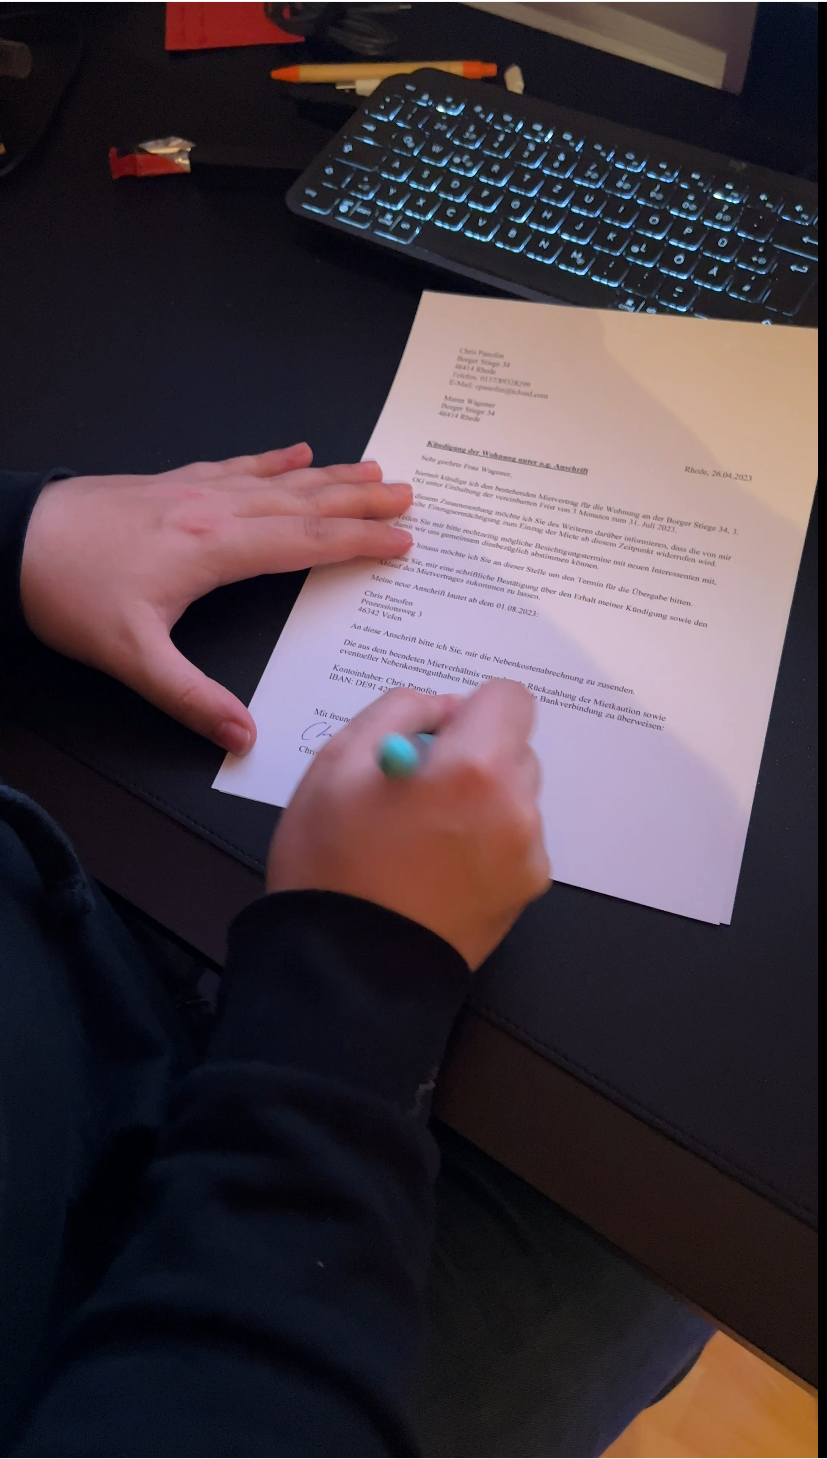 Chris Panofen
Borger Stiege 34
46414 Rhede
Telefon:
E-Mail: cpanofen@icloud.com
Maren Wagener
Borger Stiege 34
46414 Rhede
Rhede, 26.04.2023
Kündigung der Wohnung unter o.g. Anschrift
Sehr geehrte Frau Wagener,
hiermit kündige ich den bestehenden Mietvertrag für die Wohnung an der Borger Stiege 34, 3.
OG unter Einhaltung der vereinbarten Frist von 3 Monaten zum 31. Juli 2023.
diesem Zusammenhang möchte ich Sie des Weiteren darüber informieren, dass die von mir
Einzugsermächtigung zum Einzug der Miete ab diesem Zeitpunkt widerrufen wird.
Teilen Sie mir bitte rechtzeitig mögliche Besichtigungstermine mit neuen Interessenten mit,
damit wir uns gemeinsam diesbezüglich abstimmen können.
hinaus möchte ich Sie an dieser Stelle um den Termin für die Übergabe bitten.
Sie, mir eine schriftliche Bestätigung über den Erhalt meiner Kündigung sowie den
Ablauf des Mietvertrages zukommen zu lassen.
Meine neue Anschrift lautet ab dem 01.08.2023:
Chris Panofen
Prozessionsweg 3
46342 Velen
An diese Anschrift bitte ich Sie, mir die Nebenkostenabrechnung zu zusenden.
Die aus dem beendeten Mietverhältnis Rückzahlung der Mietkaution sowie
eventueller Nebenkostenguthaben bitte Bankverbindung zu überweisen:
Kontoinhaber: Chris Panofen
IBAN: DE91
Mit